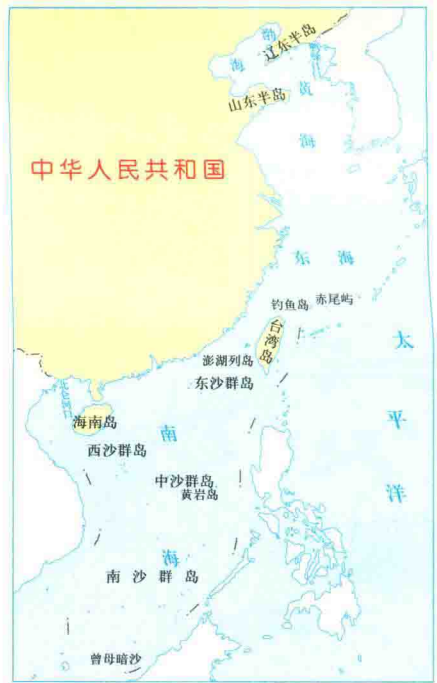 渤海
辽东半岛
山东半岛
黄海
中华人民共和国
东海
钓鱼岛
赤尾屿
台湾岛
太平洋
澎湖列岛
东沙群岛
北部湾
海南岛
南海
西沙群岛
中沙群岛
黄岩岛
南沙群岛
曾母暗沙